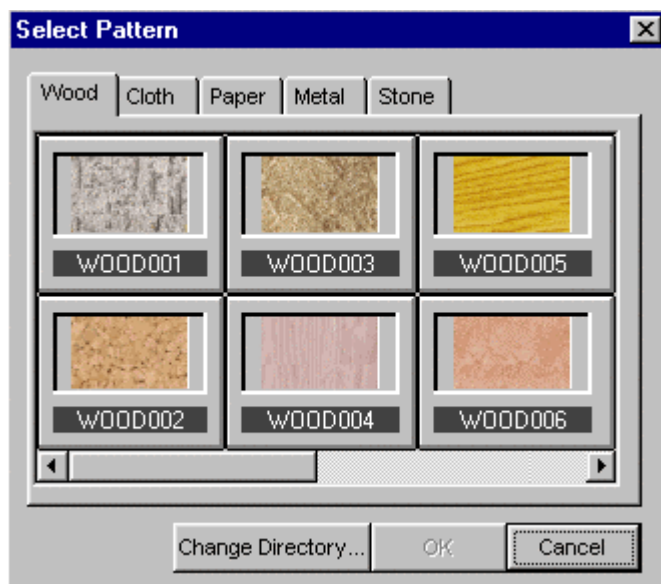 Select Pattern
Wood Cloth Paper Metal Stone
WOOD001 WOOD003 WOOD005
WOOD002 WOOD004 WOOD006
Change Directory... OK Cancel